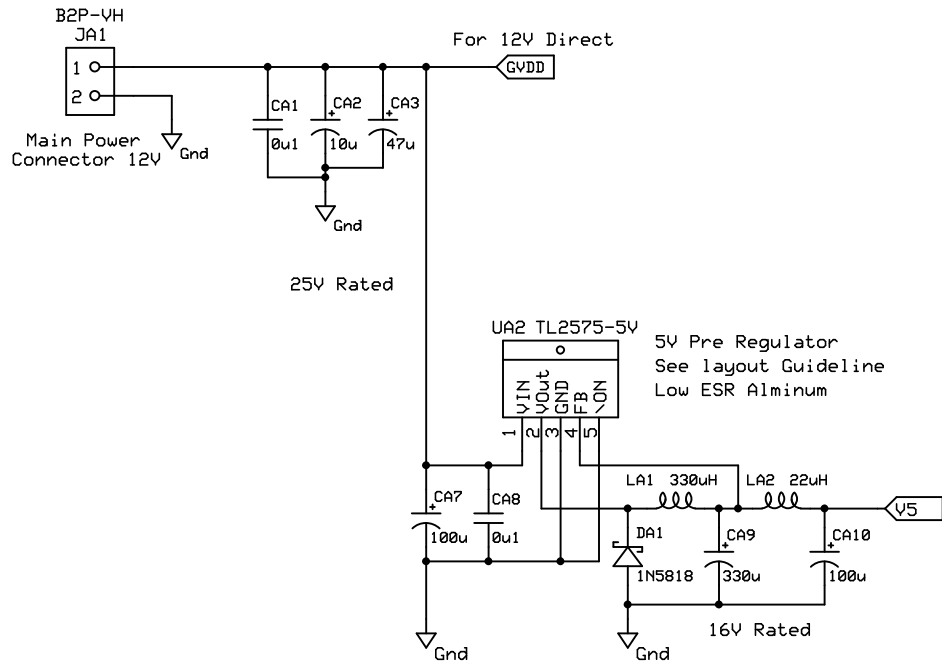 B2P-VH
JA1
1
2
Main Power
Connector 12V
Gnd
For 12V Direct
GVDD
CA1
0u1
+
CA2
10u
+
CA3
47u
Gnd
25V Rated
UA2 TL2575-5V
5V Pre Regulator
See layout Guideline
Low ESR Alminum
VIN
VOut
GND
FB
\ON
1
2
3
4
5
CA7
+
100u
CA8
0u1
LA1 330uH
LA2 22uH
V5
DA1
1N5818
CA9
+
330u
CA10
+
100u
16V Rated
Gnd
Gnd